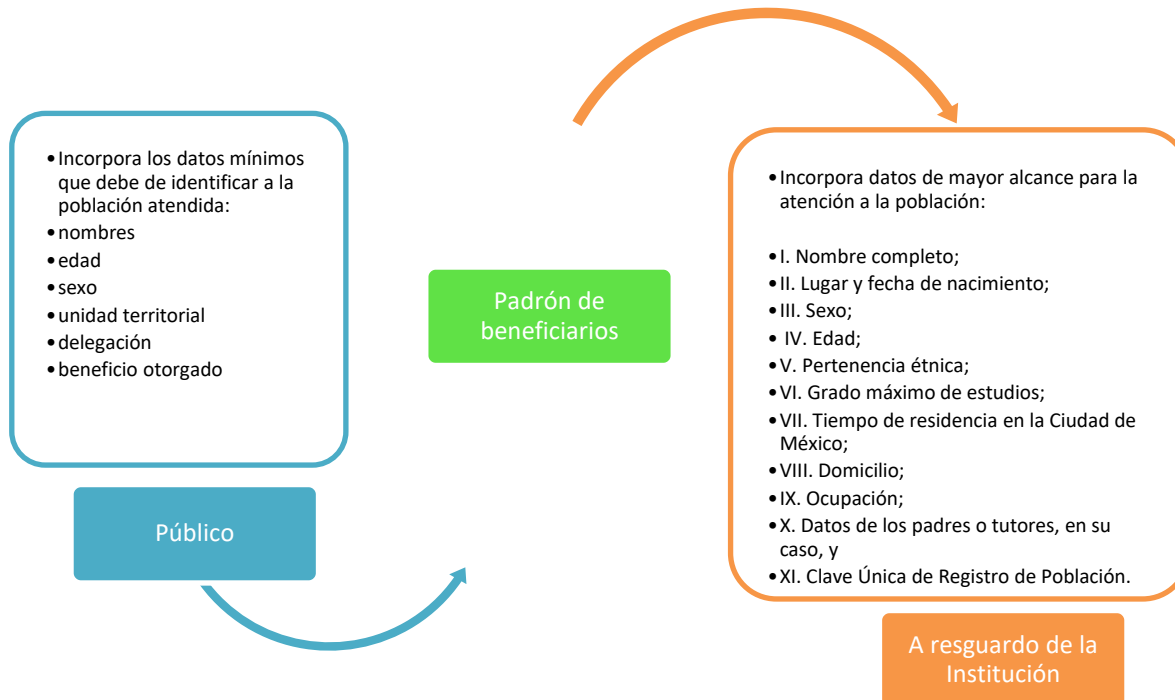 •Incorpora los datos mínimos
que debe de identificar a la
población atendida:
•nombres
•edad
•sexo
•unidad territorial
•delegación
•beneficio otorgado
Público
Padrón de
beneficiarios
•Incorpora datos de mayor alcance para la
atención a la población:
•I. Nombre completo;
•II. Lugar y fecha de nacimiento;
•III. Sexo;
• IV. Edad;
•V. Pertenencia étnica;
•VI. Grado máximo de estudios;
•VII. Tiempo de residencia en la Ciudad de
México;
•VIII. Domicilio;
•IX. Ocupación;
•X. Datos de los padres o tutores, en su
caso, y
•XI. Clave Única de Registro de Población.
A resguardo de la
Institución